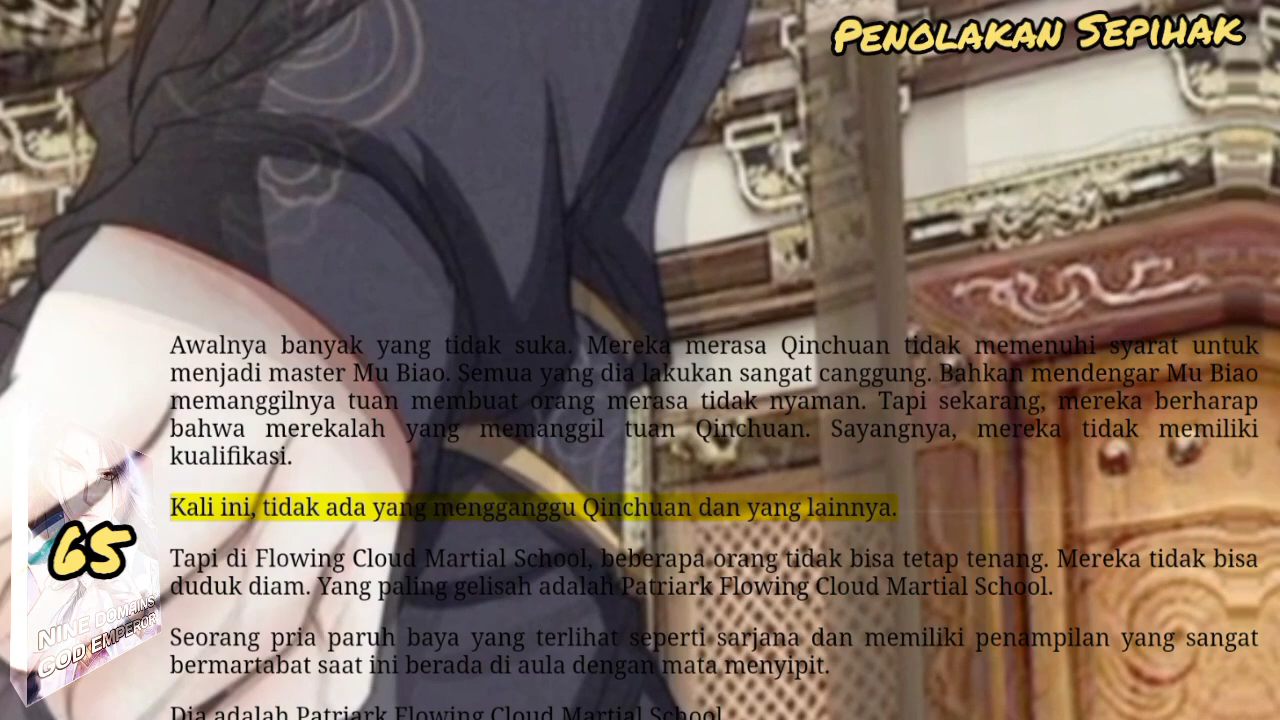 Penolakan Sepihak
Awalnya banyak yang tidak suka. Mereka merasa Qinchuan tidak memenuhi syarat untuk
menjadi master Mu Biao. Semua yang dia lakukan sangat canggung. Bahkan mendengar Mu Biao
memanggilnya tuan membuat orang merasa tidak nyaman. Tapi sekarang, mereka berharap
bahwa merekalah yang memanggil tuan Qinchuan. Sayangnya, mereka tidak memiliki
kualifikasi.
Kali ini, tidak ada yang mengganggu Qinchuan dan yang lainnya.
Tapi di Flowing Cloud Martial School, beberapa orang tidak bisa tetap tenang. Mereka tidak bisa
duduk diam. Yang paling gelisah adalah Patriark Flowing Cloud Martial School.
Seorang pria paruh baya yang terlihat seperti sarjana dan memiliki penampilan yang sangat
bermartabat saat ini berada di aula dengan mata menyipit.
Dia adalah Patriark Flowing Cloud Martial School.
65
NINE DOMAINS
GOD EMPEROR